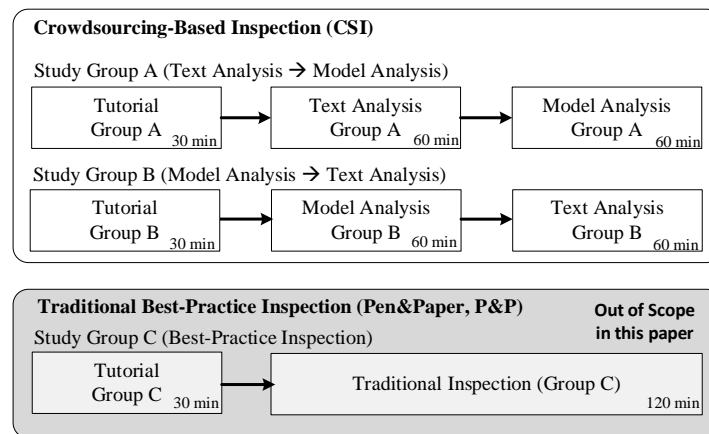 Crowdsourcing-Based Inspection (CSI)
Study Group A (Text Analysis → Model Analysis)
Tutorial
Group A
30 min
Text Analysis
Group A
60 min
Model Analysis
Group A
60 min
Study Group B (Model Analysis → Text Analysis)
Tutorial
Group B
30 min
Model Analysis
Group B
60 min
Text Analysis
Group B
60 min
Traditional Best-Practice Inspection (Pen&Paper, P&P)
Out of Scope
in this paper
Study Group C (Best-Practice Inspection)
Tutorial
Group C
30 min
Traditional Inspection (Group C)
120 min